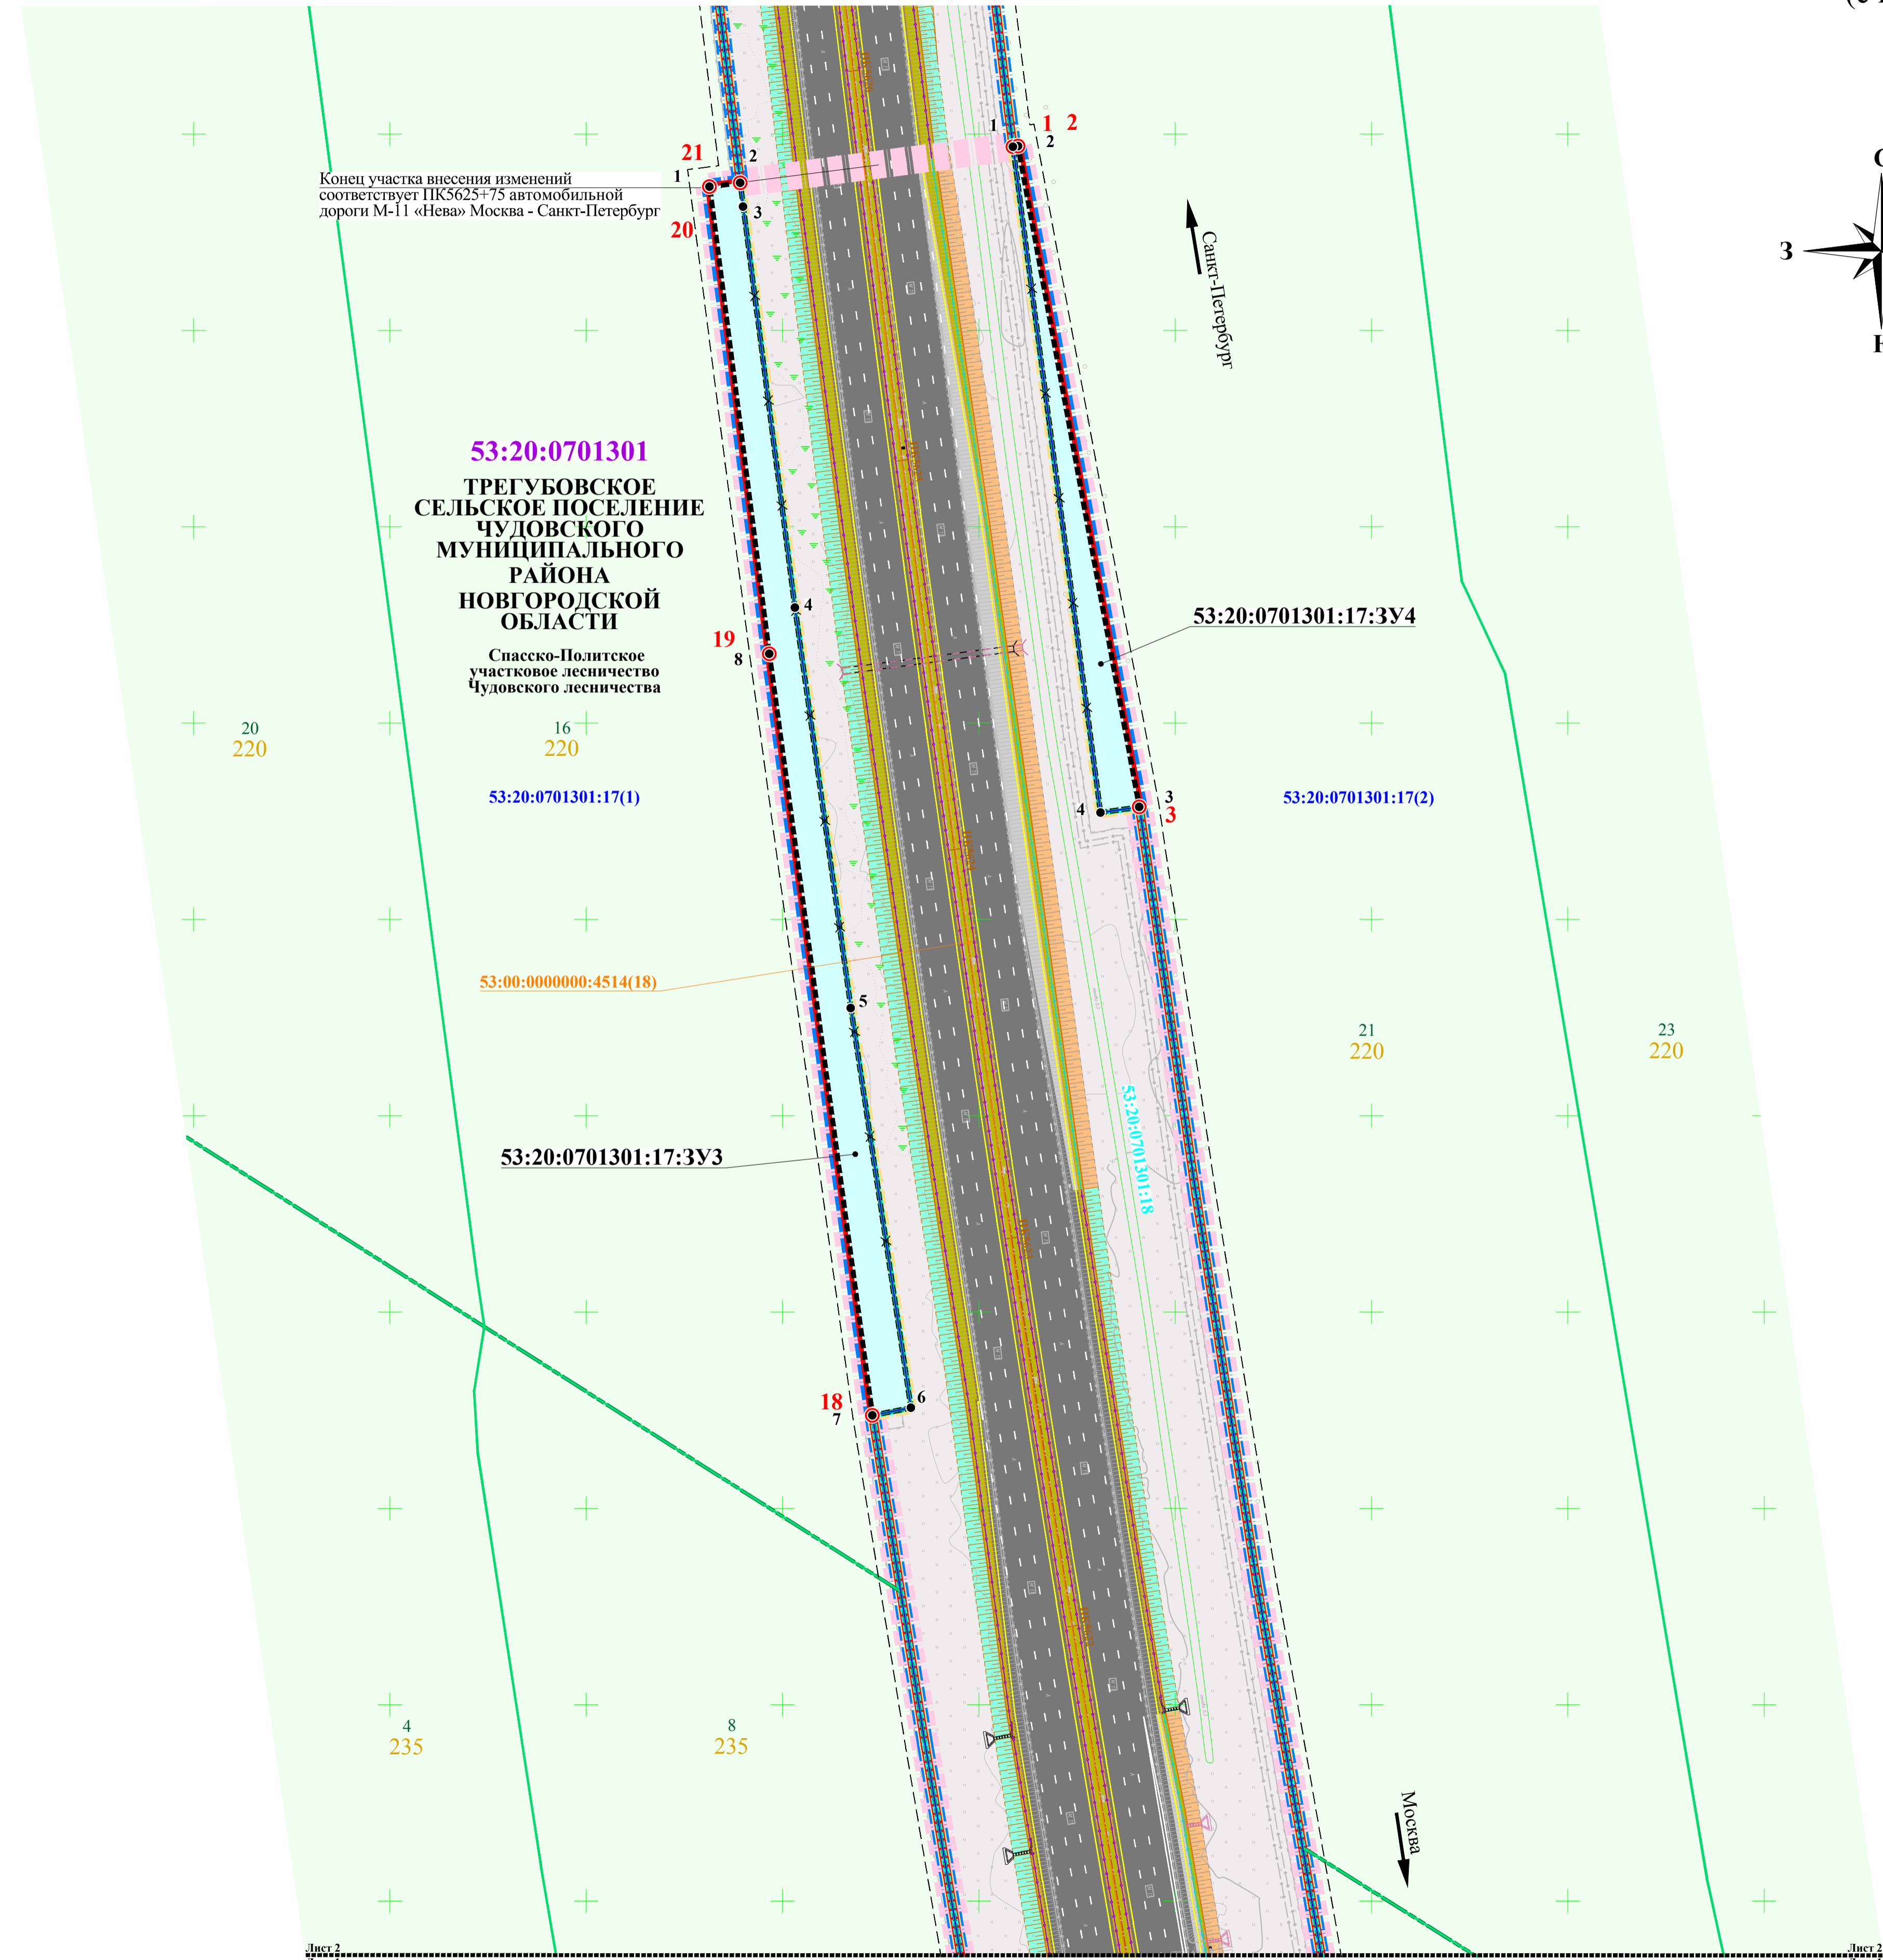 1
1 2
2
21
2
1
Конец участка внесения изменений
соответствует ПК5625+75 автомобильной
дороги М-11 «Нева» Москва - Санкт-Петербург
3
20
Санкт-Петербург
З
53:20:0701301
ТРЕГУБОВСКОЕ
СЕЛЬСКОЕ ПОСЕЛЕНИЕ
ЧУДОВСКОГО
МУНИЦИПАЛЬНОГО
РАЙОНА
НОВГОРОДСКОЙ
ОБЛАСТИ
Спасско-Политское
участковое лесничество
Чудовского лесничества
4
19
8
53:20:0701301:17:ЗУ4
20
220
16
220
53:20:0701301:17(1)
4
3
3
53:20:0701301:17(2)
53:00:0000000:4514(18)
5
21
220
23
220
53:20:0701301:18
53:20:0701301:17:ЗУ3
18
7
6
4
235
8
235
Москва
Лист 2
Лист 2